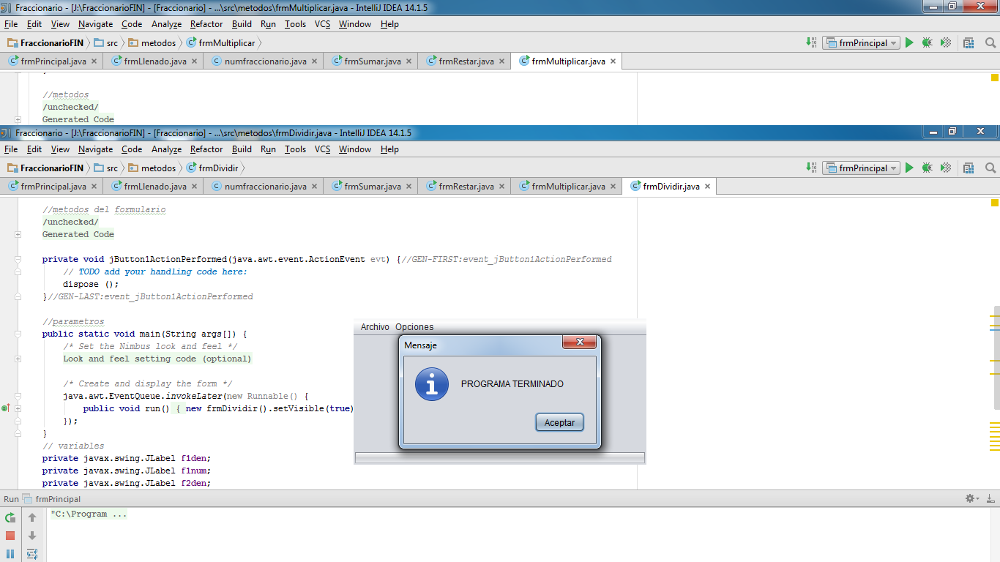 Fraccionario - [J:\FraccionarioFIN] - [Fraccionario] - ...\src\metodos\frmMultiplicar.java - IntelliJ IDEA 14.1.5
File Edit View Navigate Code Analyze Refactor Build Run Tools VCS Window Help
FraccionarioFIN src metodos frmMultiplicar frmPrincipal
frmPrincipal.java frmLlenado.java numfraccionario.java frmSumar.java frmRestar.java frmMultiplicar.java
//metodos
/unchecked/
Generated Code
Fraccionario - [J:\FraccionarioFIN] - [Fraccionario] - ...\src\metodos\frmDividir.java - IntelliJ IDEA 14.1.5
File Edit View Navigate Code Analyze Refactor Build Run Tools VCS Window Help
FraccionarioFIN src metodos frmDividir frmPrincipal
frmPrincipal.java frmLlenado.java numfraccionario.java frmSumar.java frmRestar.java frmMultiplicar.java frmDividir.java
//metodos del formulario
/unchecked/
Generated Code
private void jButton1ActionPerformed(java.awt.event.ActionEvent evt) {//GEN-FIRST:event_jButton1ActionPerformed
// TODO add your handling code here:
dispose ();
}//GEN-LAST:event_jButton1ActionPerformed
//parametros
public static void main(String args[]) {
/* Set the Nimbus look and feel */
Look and feel setting code (optional)
/* Create and display the form */
java.awt.EventQueue.invokeLater(new Runnable() {
public void run() { new frmDividir().setVisible(true)
});
}
// variables
private javax.swing.JLabel f1den;
private javax.swing.JLabel f1num;
private javax.swing.JLabel f2den;
Archivo Opciones
Mensaje
PROGRAMA TERMINADO
Aceptar
Run frmPrincipal
"C:\Program ...